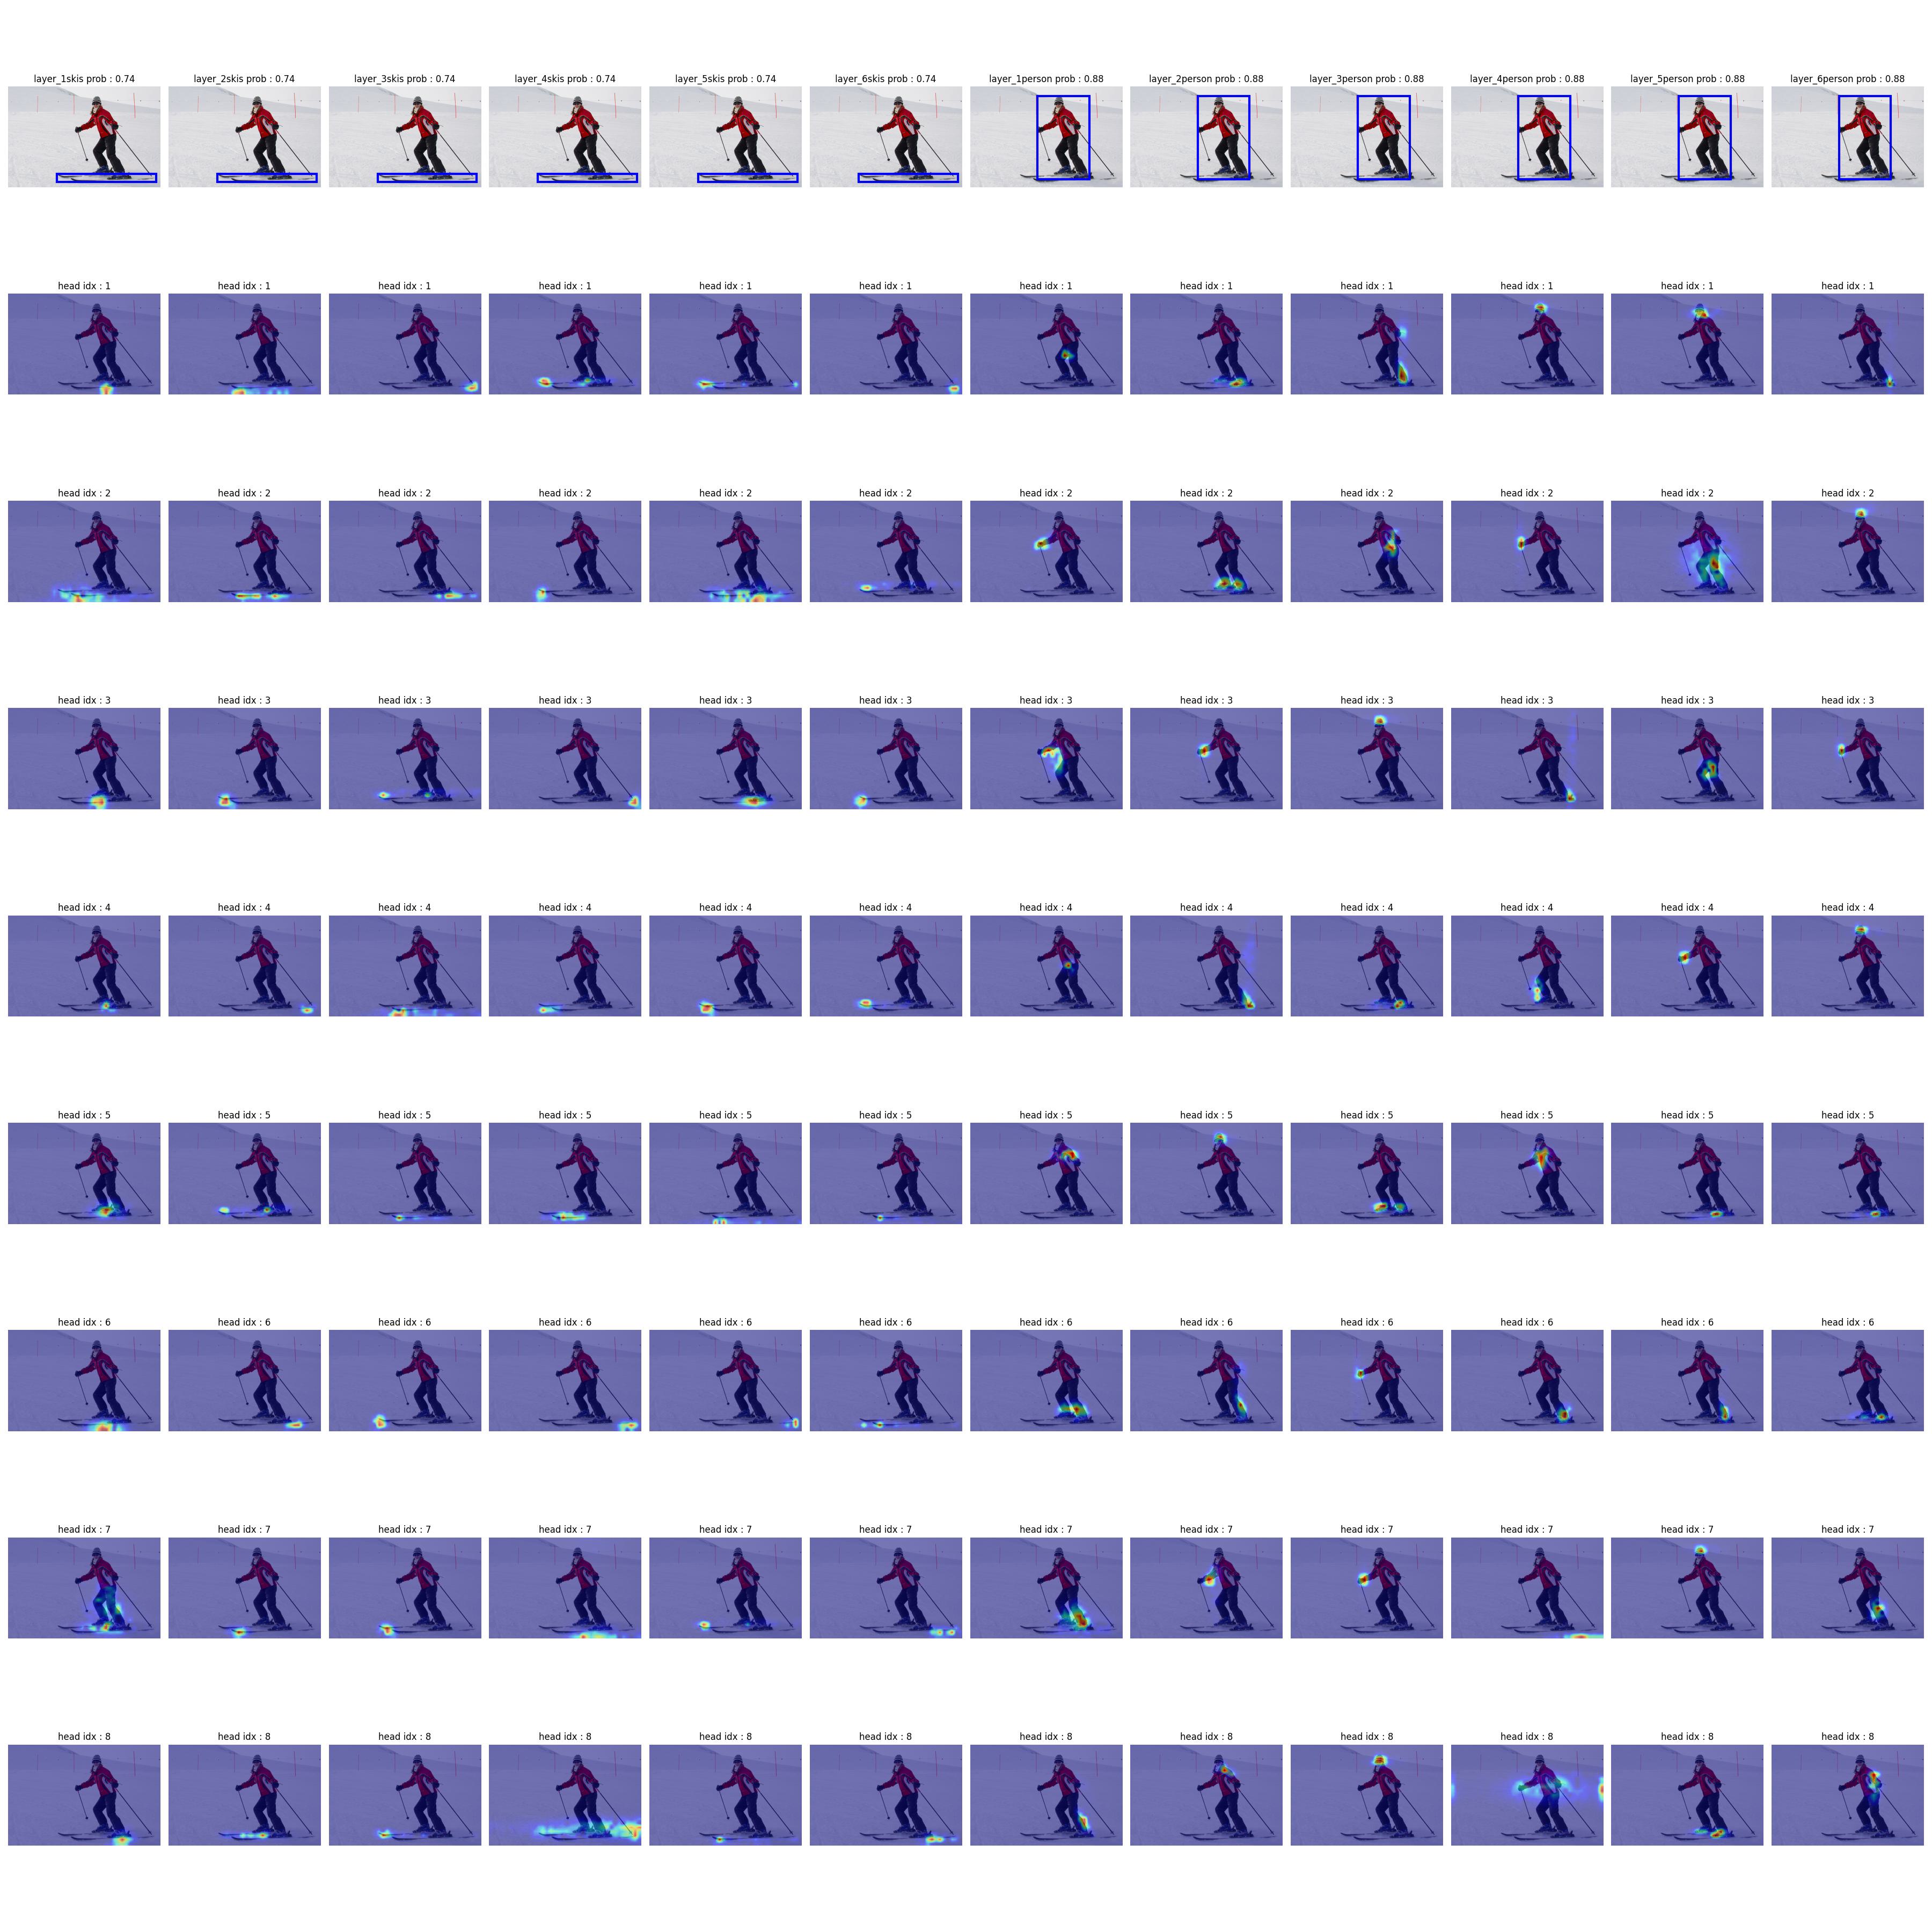 layer_1skis prob : 0.74 layer_2skis prob : 0.74 layer_3skis prob : 0.74 layer_4skis prob : 0.74 layer_5skis prob : 0.74 layer_6skis prob : 0.74 layer_1person prob : 0.88 layer_2person prob : 0.88 layer_3person prob : 0.88 layer_4person prob : 0.88 layer_5person prob : 0.88 layer_6person prob : 0.88
head idx : 1 head idx : 1 head idx : 1 head idx : 1 head idx : 1 head idx : 1 head idx : 1 head idx : 1 head idx : 1 head idx : 1 head idx : 1 head idx : 1
head idx : 2 head idx : 2 head idx : 2 head idx : 2 head idx : 2 head idx : 2 head idx : 2 head idx : 2 head idx : 2 head idx : 2 head idx : 2 head idx : 2
head idx : 3 head idx : 3 head idx : 3 head idx : 3 head idx : 3 head idx : 3 head idx : 3 head idx : 3 head idx : 3 head idx : 3 head idx : 3 head idx : 3
head idx : 4 head idx : 4 head idx : 4 head idx : 4 head idx : 4 head idx : 4 head idx : 4 head idx : 4 head idx : 4 head idx : 4 head idx : 4 head idx : 4
head idx : 5 head idx : 5 head idx : 5 head idx : 5 head idx : 5 head idx : 5 head idx : 5 head idx : 5 head idx : 5 head idx : 5 head idx : 5 head idx : 5
head idx : 6 head idx : 6 head idx : 6 head idx : 6 head idx : 6 head idx : 6 head idx : 6 head idx : 6 head idx : 6 head idx : 6 head idx : 6 head idx : 6
head idx : 7 head idx : 7 head idx : 7 head idx : 7 head idx : 7 head idx : 7 head idx : 7 head idx : 7 head idx : 7 head idx : 7 head idx : 7 head idx : 7
head idx : 8 head idx : 8 head idx : 8 head idx : 8 head idx : 8 head idx : 8 head idx : 8 head idx : 8 head idx : 8 head idx : 8 head idx : 8 head idx : 8